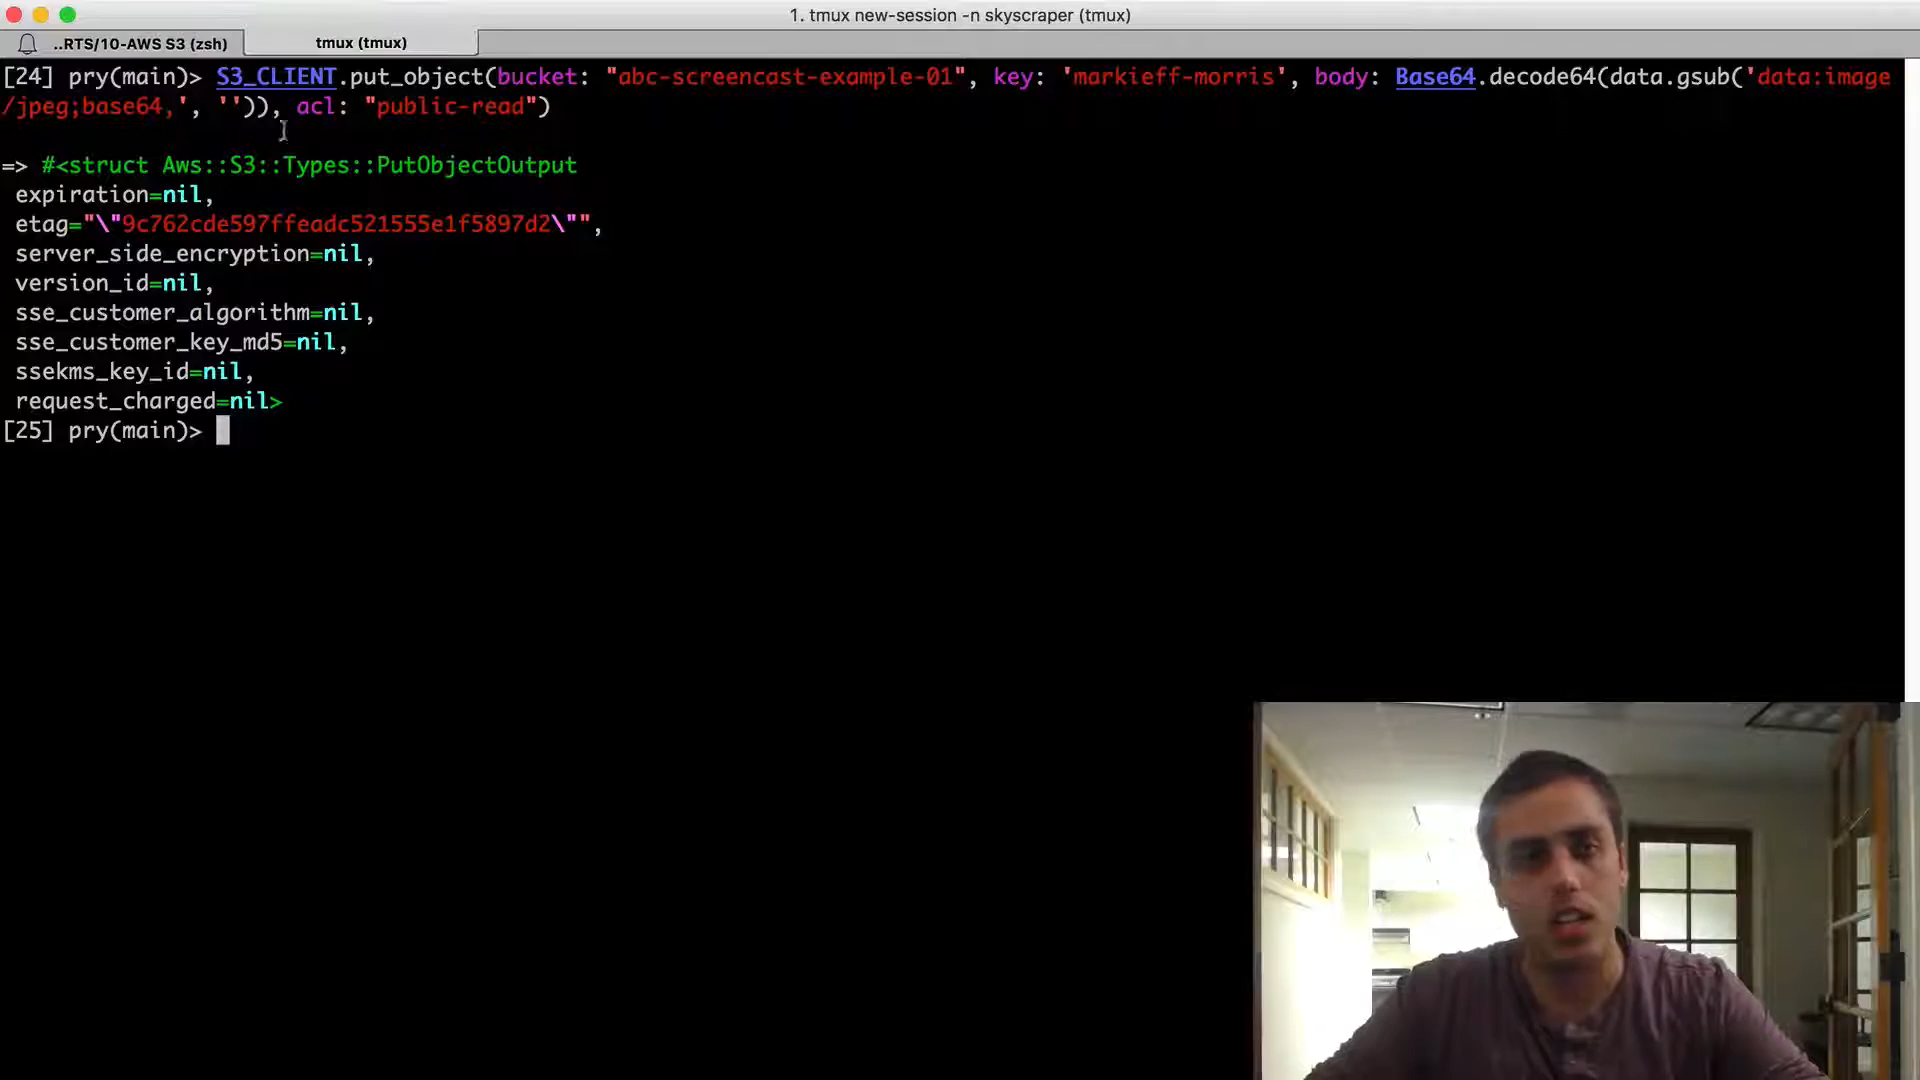 1. tmux new-session -n skyscraper (tmux)
..RTS/10-AWS S3 (zsh)
tmux (tmux)
[24] pry(main)> S3_CLIENT.put_object(bucket: "abc-screencast-example-01", key: 'markieff-morris', body: Base64.decode64(data.gsub('data:image
/jpeg;base64,', '')), acl: "public-read")
=> #<struct Aws::S3::Types::PutObjectOutput
expiration=nil,
etag="\"9c762cde597ffeadc521555e1f5897d2\"",
server_side_encryption=nil,
version_id=nil,
sse_customer_algorithm=nil,
sse_customer_key_md5=nil,
ssekms_key_id=nil,
request_charged=nil>
[25] pry(main)>